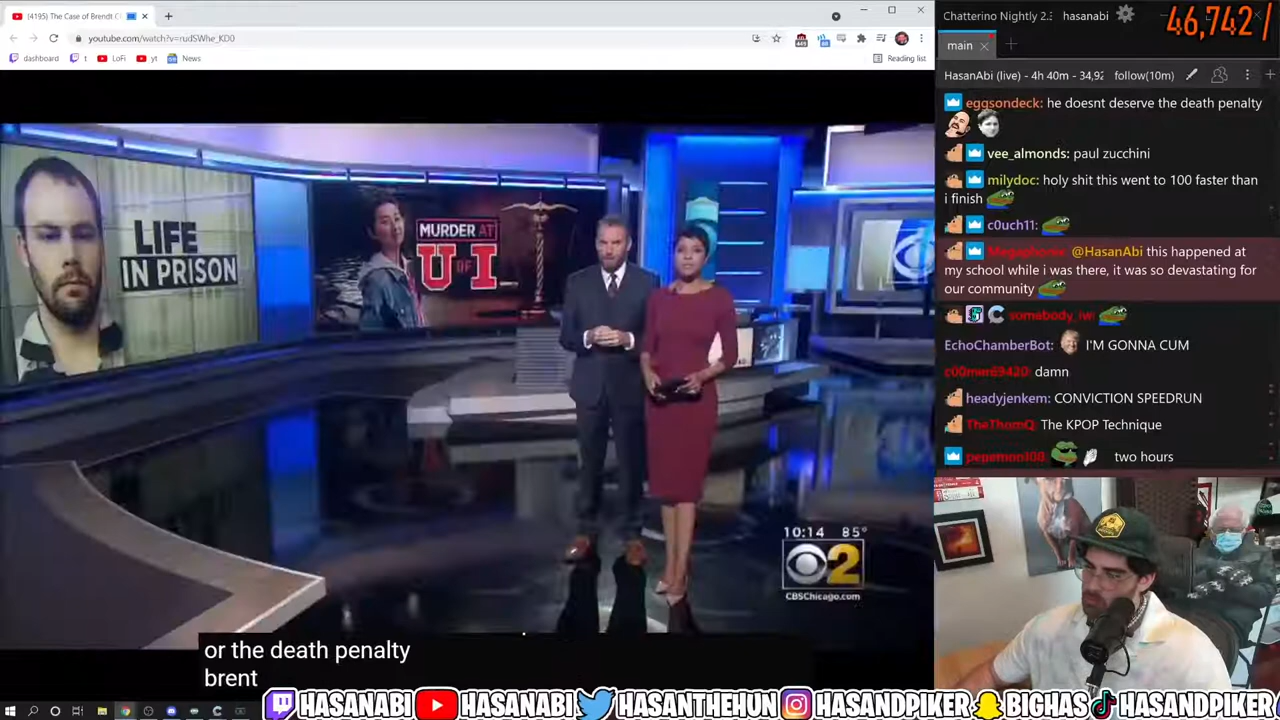 (4195) The Case of Brendt C
youtube.com/watch?v=rudSWhe_KD0
dashboard
t
LoFi
yt
News
Reading list
LIFE
IN PRISON
MURDER AT
U OF I
10:14 85°
2
CBSChicago.com
or the death penalty
brent
Chatterino Nightly 2.
hasanabi
46,742 /
main
HasanAbi (live) - 4h 40m - 34,92
follow(10m)
eggsondeck: he doesnt deserve the death penalty
vee_almonds: paul zucchini
milydoc: holy shit this went to 100 faster than
i finish
c0uch11:
@HasanAbi this happened at
my school while i was there, it was so devastating for
our community
EchoChamberBot: I'M GONNA CUM
damn
headyjenkem: CONVICTION SPEEDRUN
TheThomQ: The KPOP Technique
two hours
HASANABI
HASANABI
HASANTHEHUN
HASANDPIKER
BIGHAS
HASANDPIKER